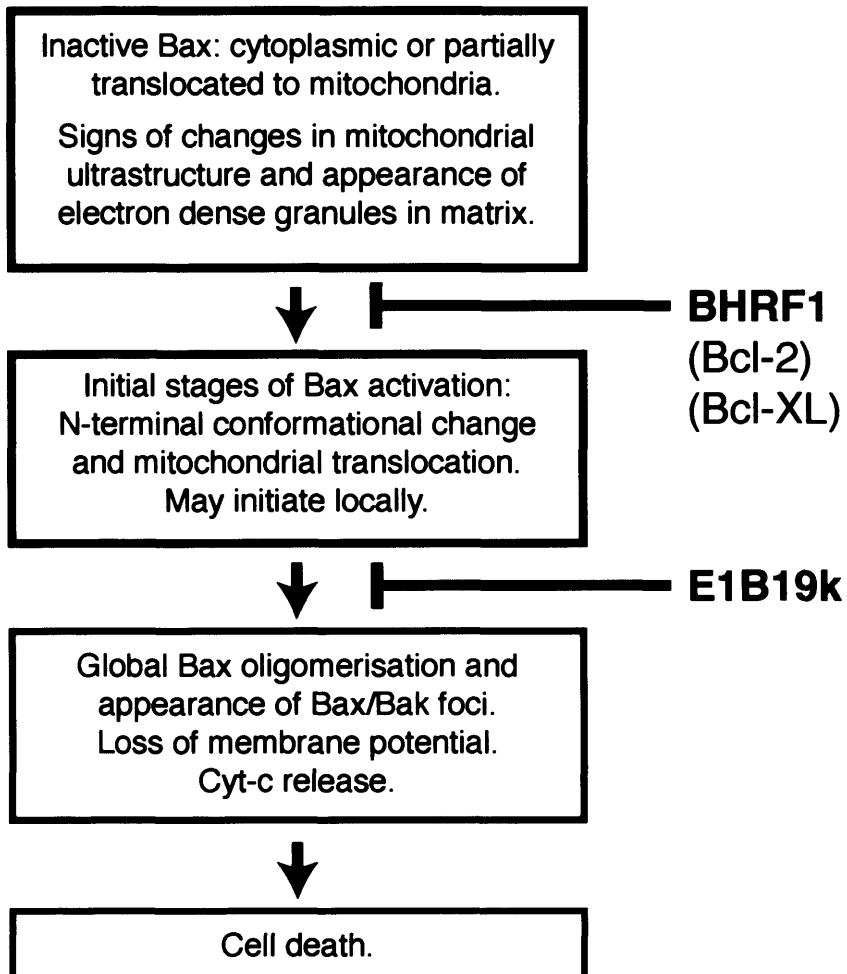 Inactive Bax: cytoplasmic or partially
translocated to mitochondria.
Signs of changes in mitochondrial
ultrastructure and appearance of
electron dense granules in matrix.
BHRF1
(Bcl-2)
(Bcl-XL)
Initial stages of Bax activation:
N-terminal conformational change
and mitochondrial translocation.
May initiate locally.
E1B19k
Global Bax oligomerisation and
appearance of Bax/Bak foci.
Loss of membrane potential.
Cyt-c release.
Cell death.